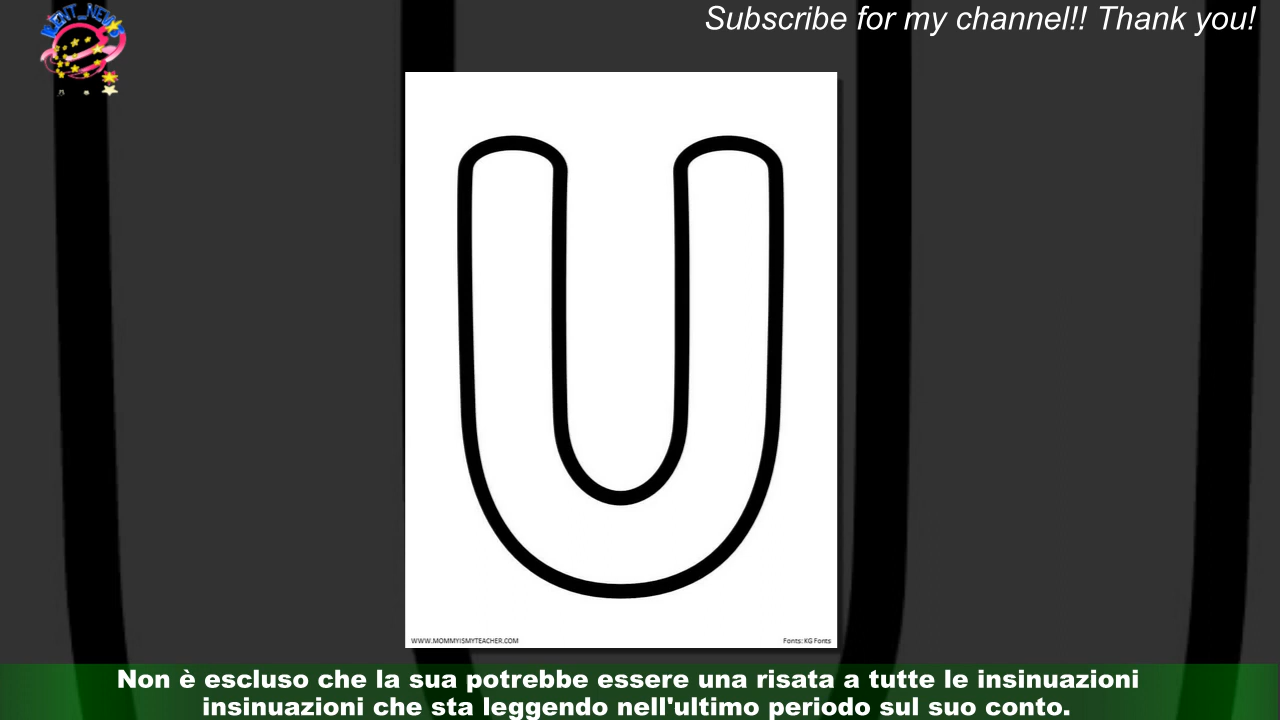 Subscribe for my channel!! Thank you!
U
WWW.MOMMYISMYTEACHER.COM
Fonts: KG Fonts
Non è escluso che la sua potrebbe essere una risata a tutte le insinuazioni
insinuazioni che sta leggendo nell'ultimo periodo sul suo conto.